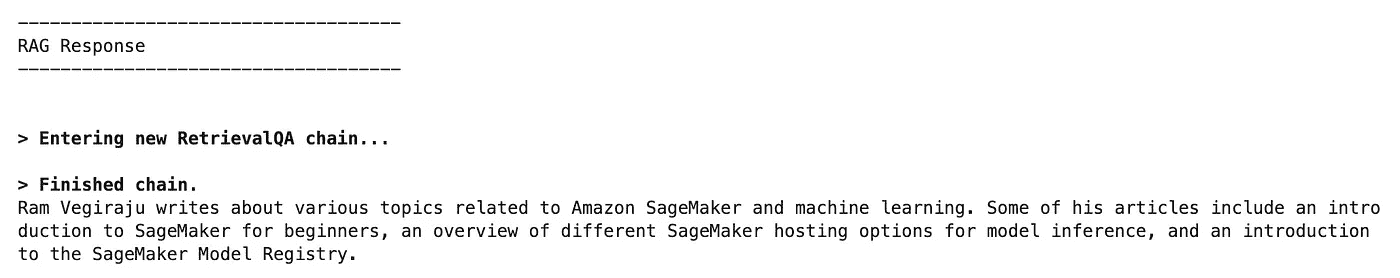 ------------------------------------
RAG Response
------------------------------------
> Entering new RetrievalQA chain...
> Finished chain.
Ram Vegiraju writes about various topics related to Amazon SageMaker and machine learning. Some of his articles include an intro
duction to SageMaker for beginners, an overview of different SageMaker hosting options for model inference, and an introduction
to the SageMaker Model Registry.